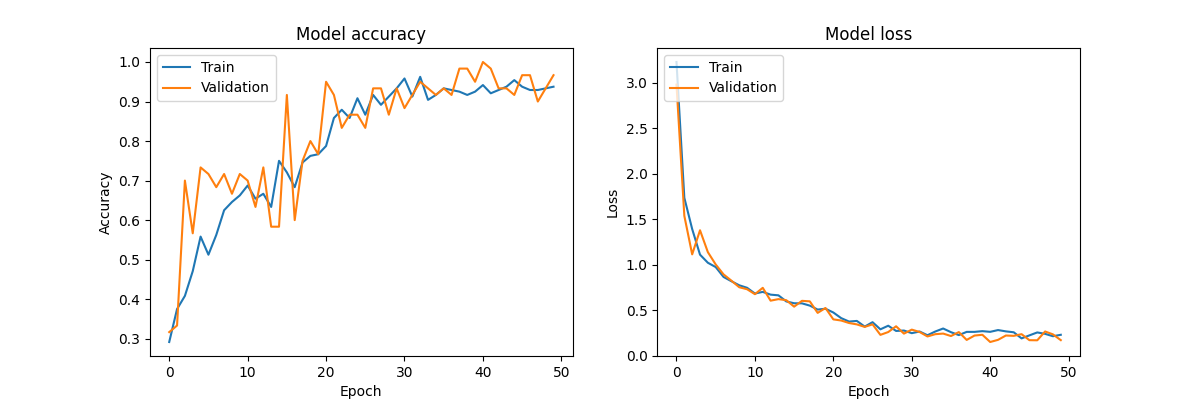 Model accuracy
Train
Validation
1.0
0.9
0.8
0.7
0.6
0.5
0.4
0.3
Accuracy
0 10 20 30 40 50
Epoch
Model loss
Train
Validation
3.0
2.5
2.0
1.5
1.0
0.5
0.0
Loss
0 10 20 30 40 50
Epoch